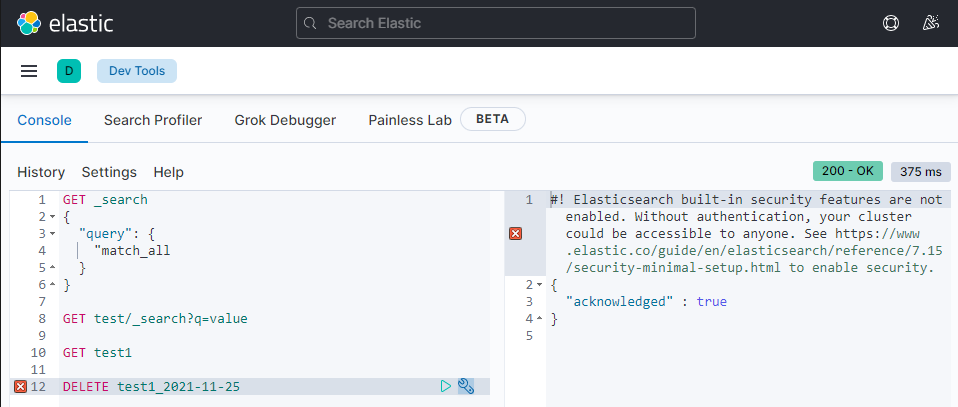 elastic
Search Elastic
D
Dev Tools
Console
Search Profiler
Grok Debugger
Painless Lab
BETA
History
Settings
Help
200 - OK
375 ms
1 GET _search
2 {
3 "query": {
4 "match_all
5 }
6 }
7
8 GET test/_search?q=value
9
10 GET test1
11
12 DELETE test1_2021-11-25
1 #! Elasticsearch built-in security features are not
enabled. Without authentication, your cluster
could be accessible to anyone. See https://www
.elastic.co/guide/en/elasticsearch/reference/7.15
/security-minimal-setup.html to enable security.
2 {
3 "acknowledged" : true
4 }
5